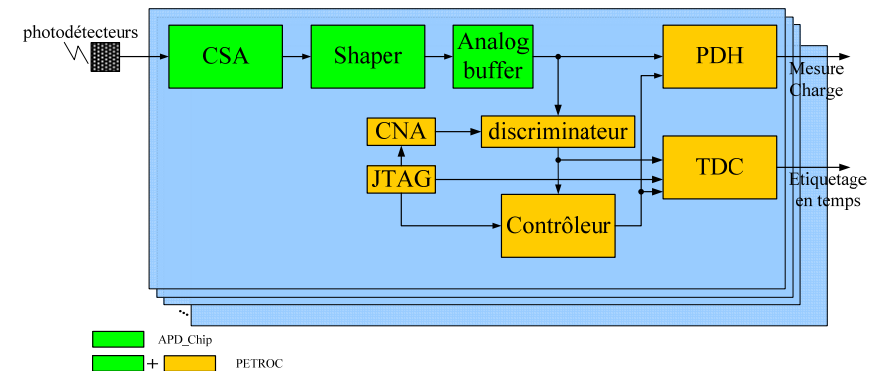 photodétecteurs
CSA
Shaper
Analog
buffer
PDH
Mesure
Charge
CNA
discriminateur
JTAG
TDC
Etiquetage
en temps
Contrôleur
APD_Chip
+
PETROC